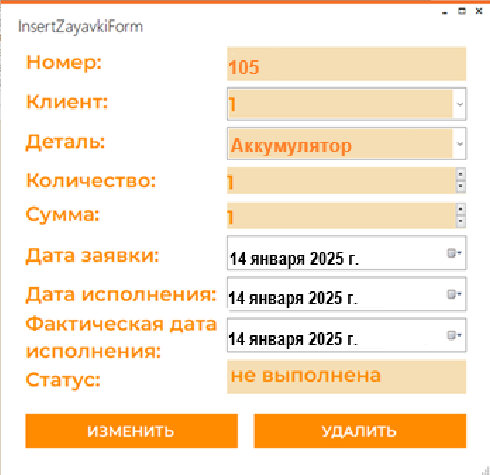 InsertZayavkiForm
Номер: 105
Клиент: 1
Деталь: Аккумулятор
Количество: 1
Сумма: 1
Дата заявки: 14 января 2025 г.
Дата исполнения: 14 января 2025 г.
Фактическая дата
исполнения: 14 января 2025 г.
Статус: не выполнена
ИЗМЕНИТЬ УДАЛИТЬ